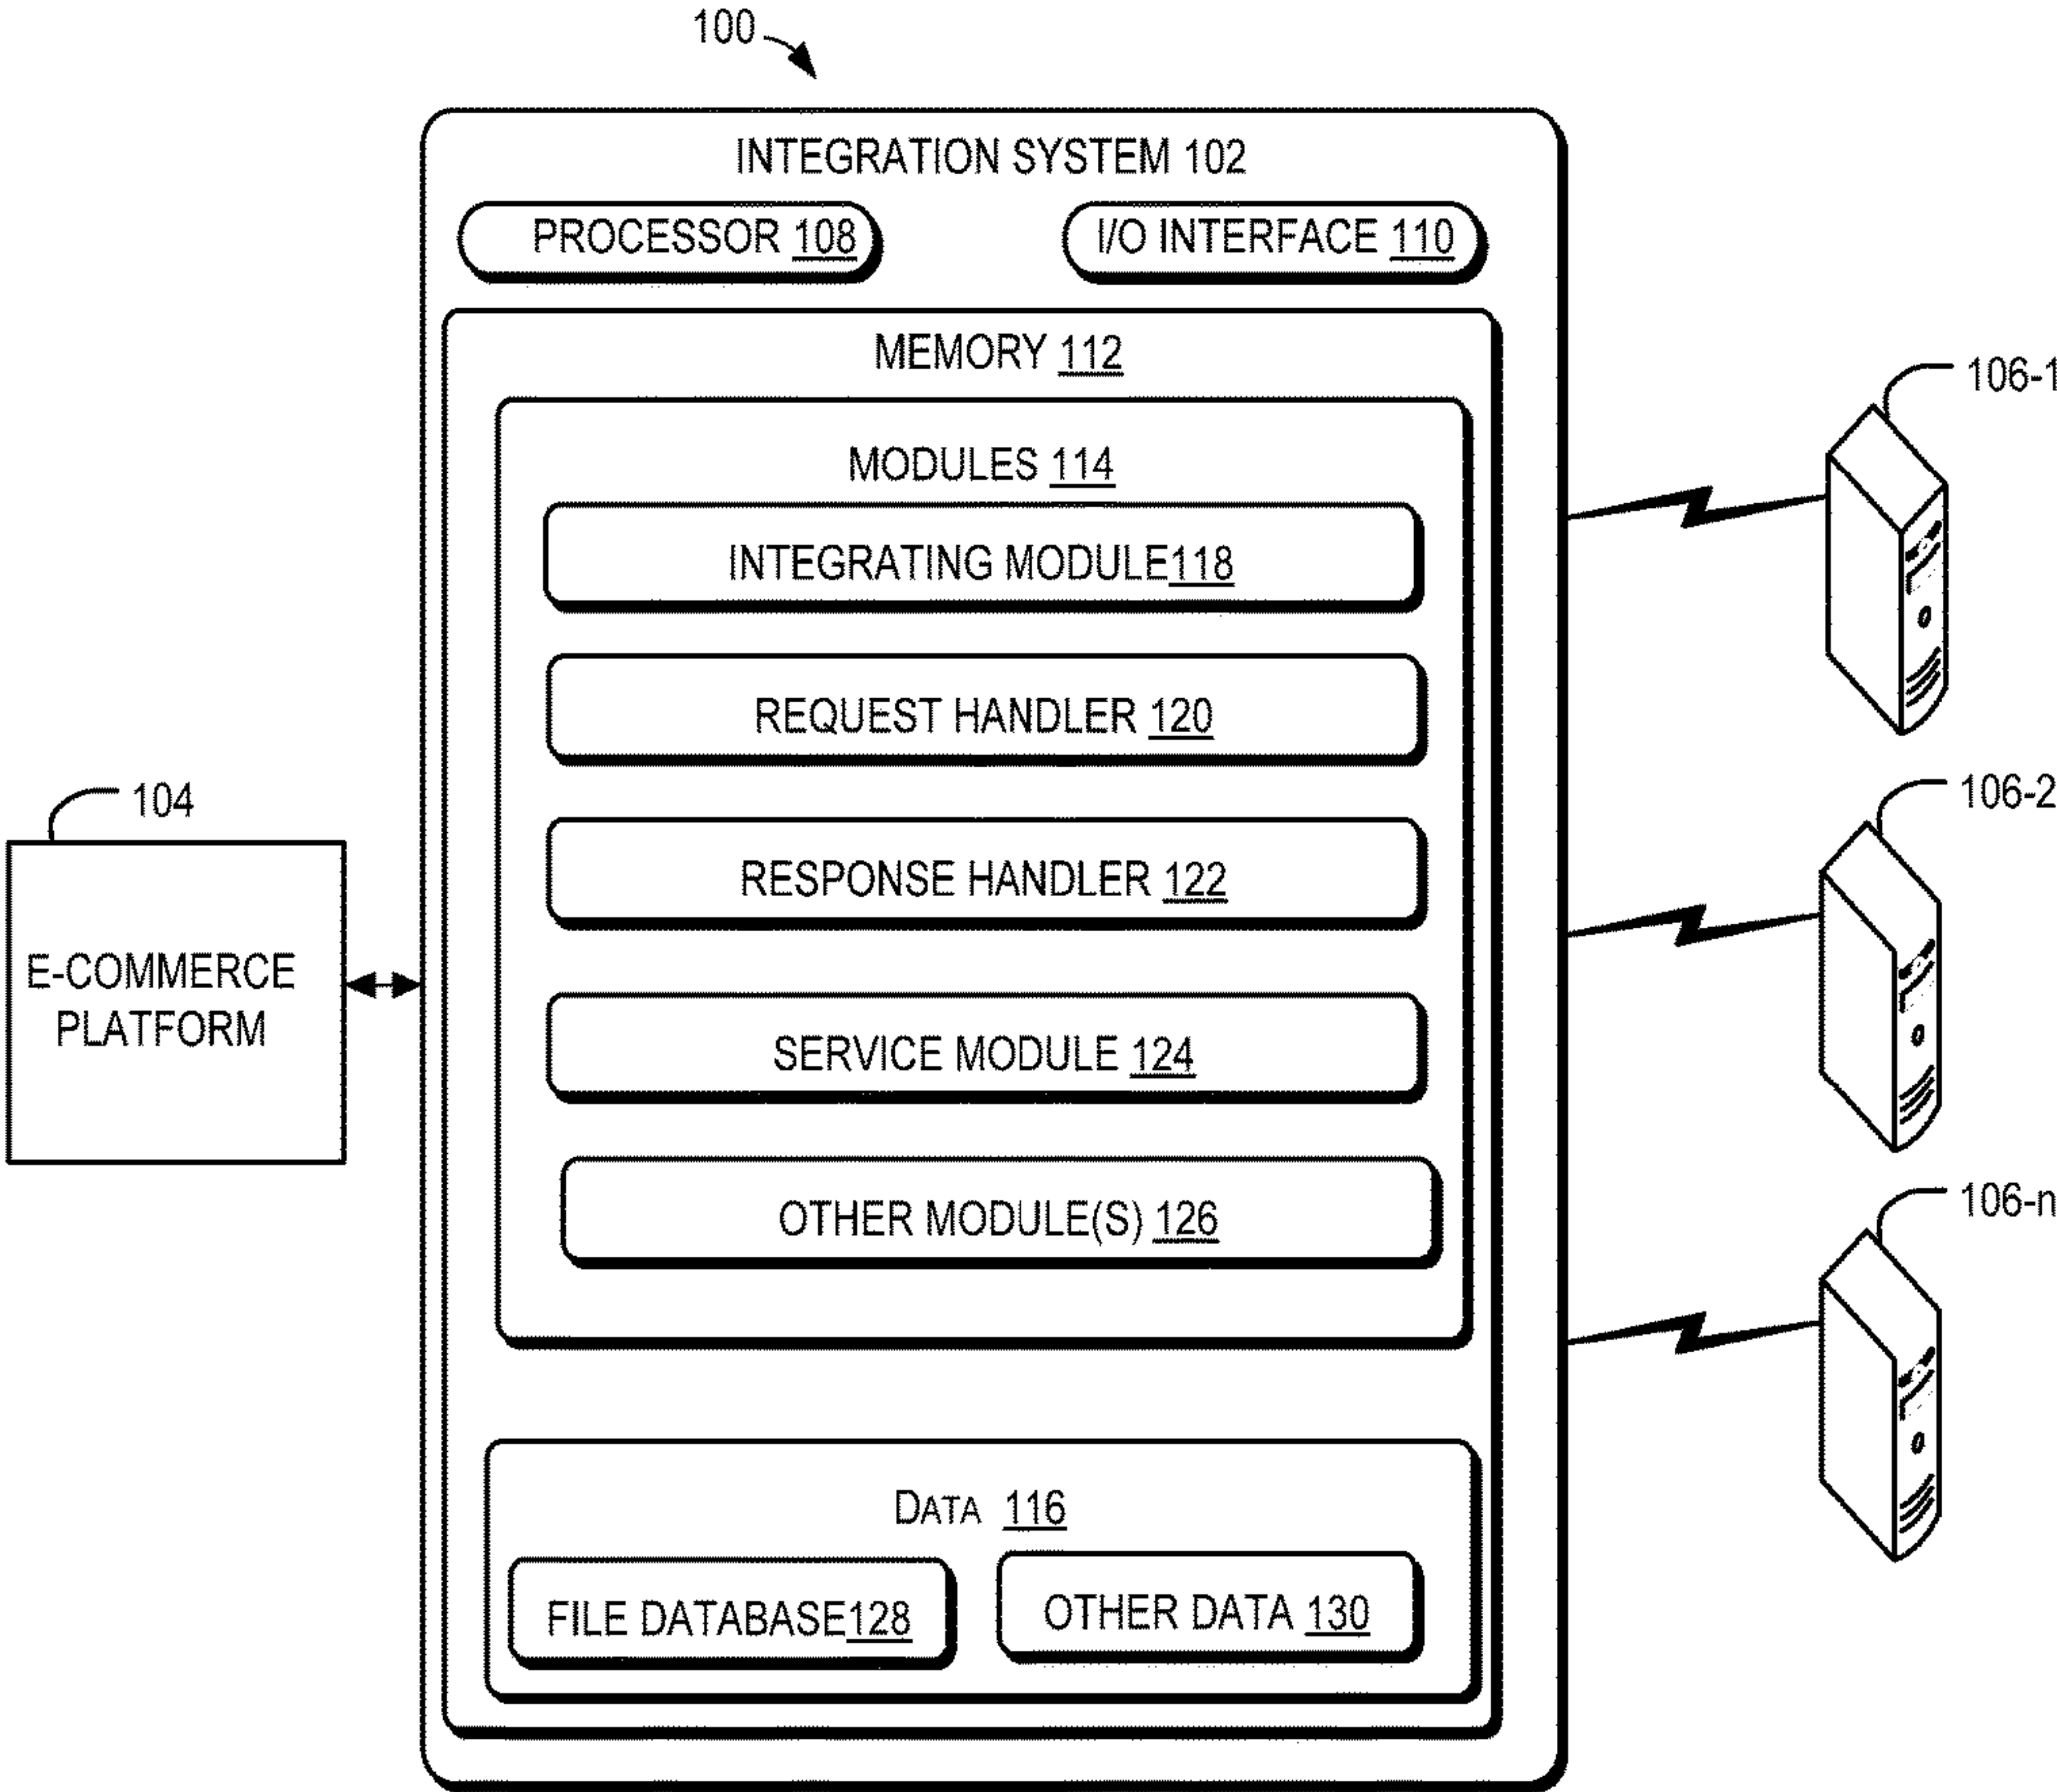 100
INTEGRATION SYSTEM 102
PROCESSOR 108
I/O INTERFACE 110
MEMORY 112
MODULES 114
INTEGRATING MODULE118
REQUEST HANDLER 120
RESPONSE HANDLER 122
SERVICE MODULE 124
OTHER MODULE(S) 126
DATA 116
FILE DATABASE128
OTHER DATA 130
104
E-COMMERCE
PLATFORM
106-1
106-2
106-n